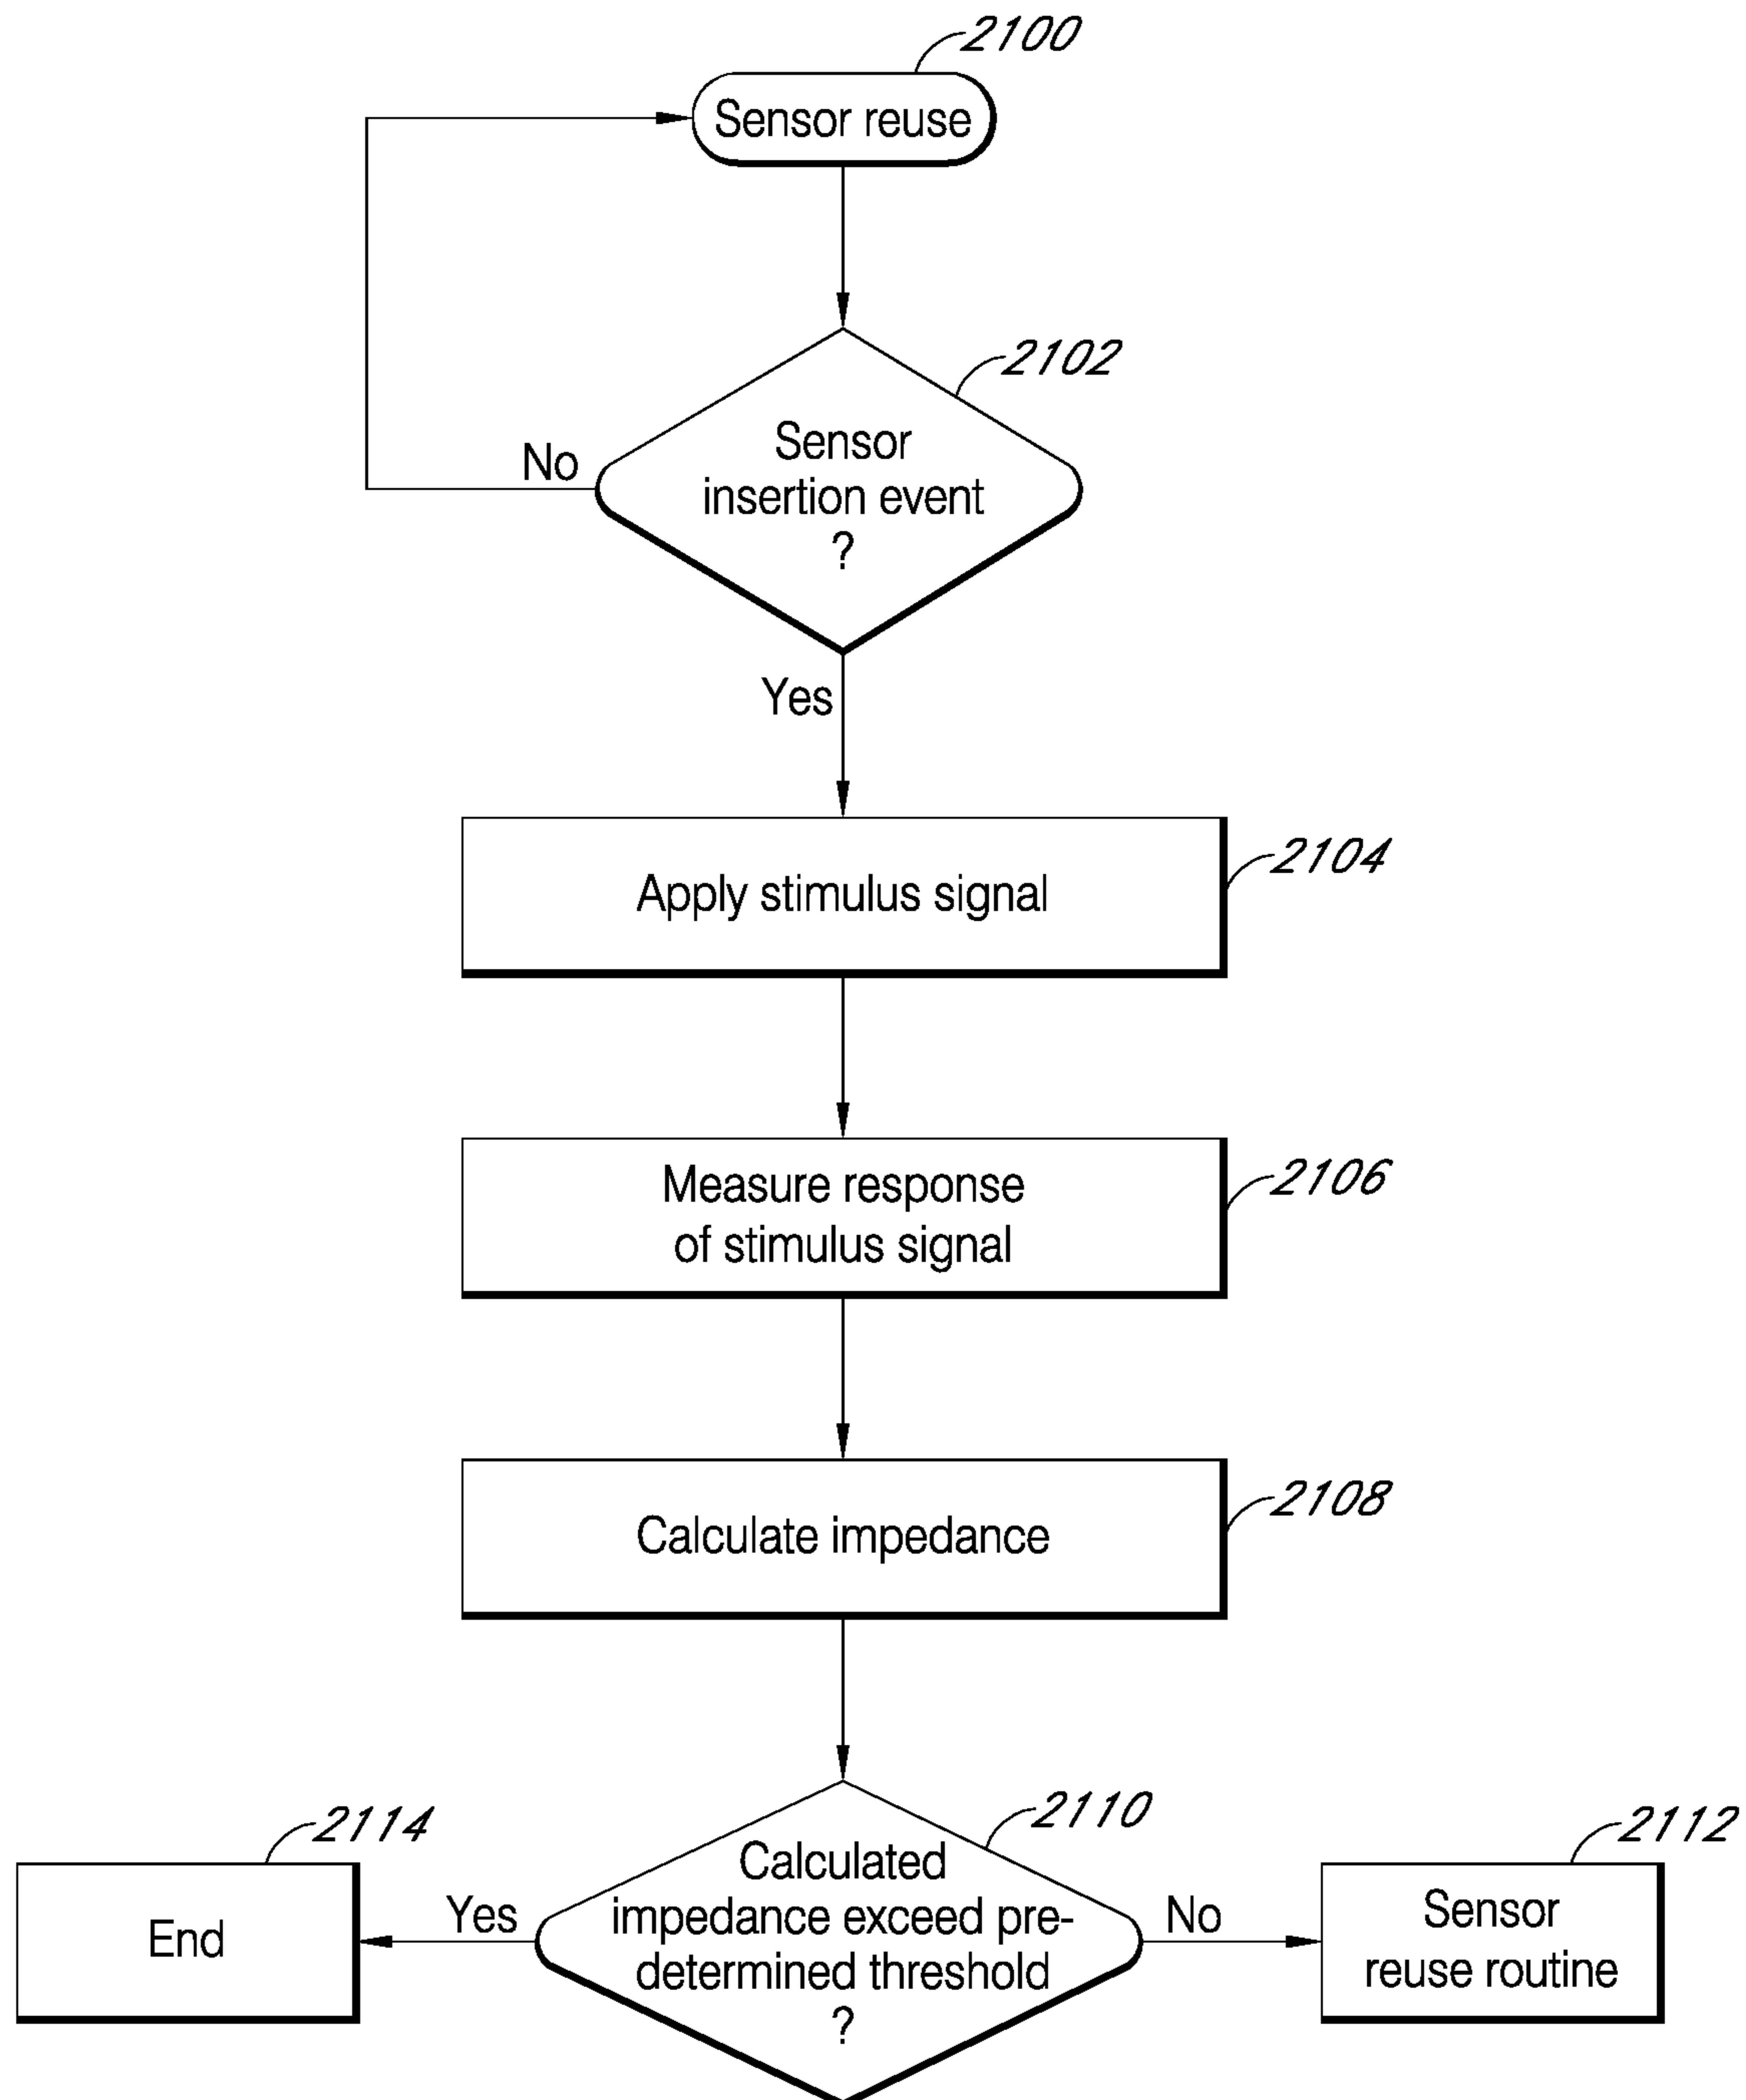 2100
Sensor reuse
2102
Sensor
insertion event
?
No
Yes
2104
Apply stimulus signal
2106
Measure response
of stimulus signal
2108
Calculate impedance
2110
Calculated
impedance exceed pre-
determined threshold
?
Yes
No
2114
End
2112
Sensor
reuse routine